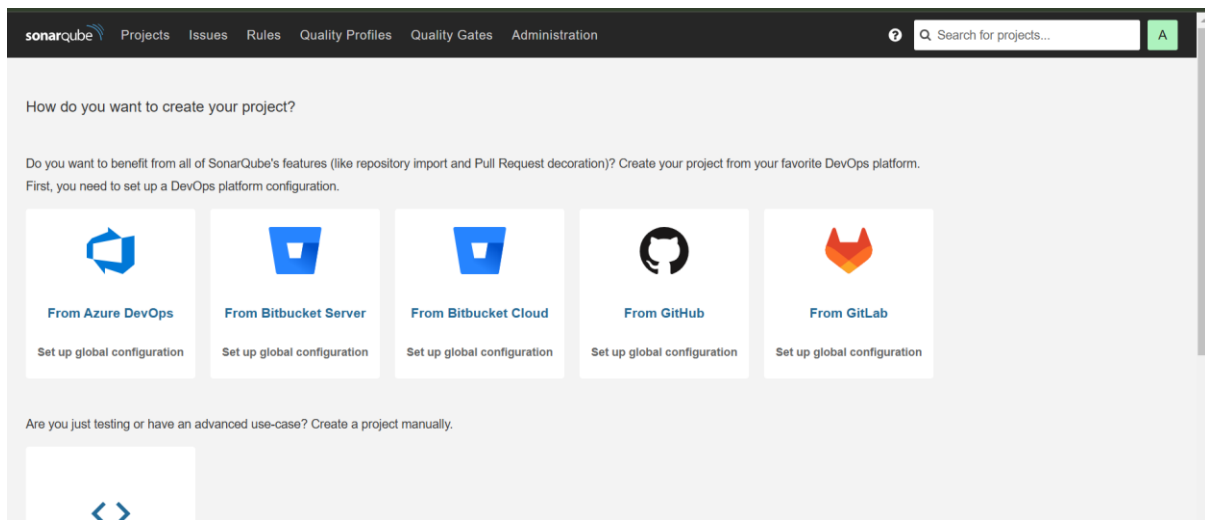 sonarqube Projects Issues Rules Quality Profiles Quality Gates Administration ? Search for projects... A
How do you want to create your project?
Do you want to benefit from all of SonarQube's features (like repository import and Pull Request decoration)? Create your project from your favorite DevOps platform.
First, you need to set up a DevOps platform configuration.
From Azure DevOps From Bitbucket Server From Bitbucket Cloud From GitHub From GitLab
Set up global configuration Set up global configuration Set up global configuration Set up global configuration Set up global configuration
Are you just testing or have an advanced use-case? Create a project manually.